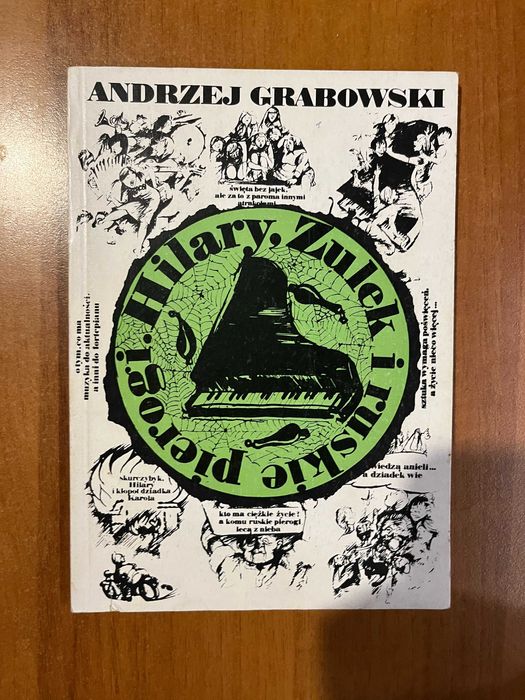 ANDRZEJ GRABOWSKI
święta bez jajek,
ale za to z paroma innymi
atrakcjami
Hilary, Zulek i ruskie pierogi.
o tym, co ma
muzyka do aktualności,
a inni do fortepianu
sztuka wymaga poświęceń,
a życie nieco więcej...
skurczybyk,
Hilary
i kłopot dziadka
Karola
kto ma ciężkie życie!
a komu ruskie pierogi
lecą z nieba
wiedzą anieli...
a dziadek wie